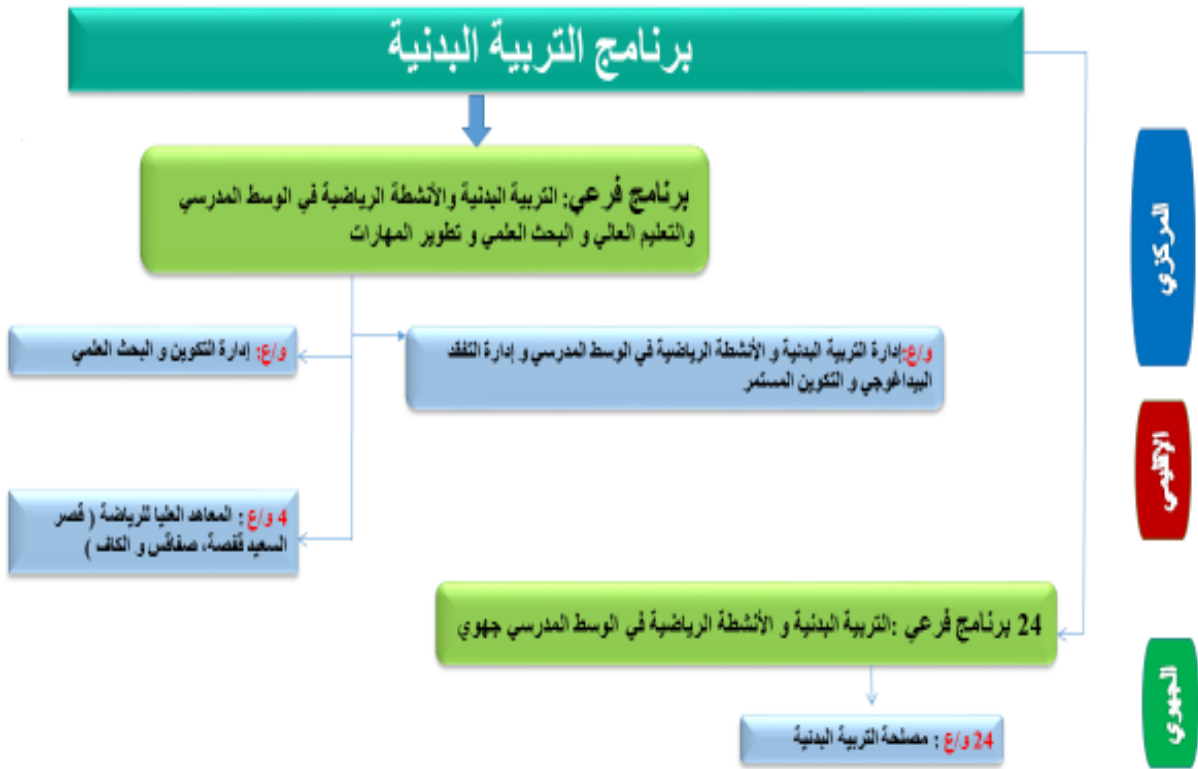 برنامج التربية البدنية
المركزي
برنامج فرعي: التربية البدنية والأنشطة الرياضية في الوسط المدرسي
والتعليم العالي و البحث العلمي و تطوير المهارات
و/ع:إدارة التربية البدنية و الأنشطة الرياضية في الوسط المدرسي و إدارة التفقد
البيداغوجي و التكوين المستمر
و/ع: إدارة التكوين و البحث العلمي
الإقليمي
4 و/ع : المعاهد العليا للرياضة ( قصر
السعيد قفصة، صفاقس و الكاف )
24 برنامج فرعي :التربية البدنية و الأنشطة الرياضية في الوسط المدرسي جهوي
الجهوي
24 و/ع : مصلحة التربية البدنية